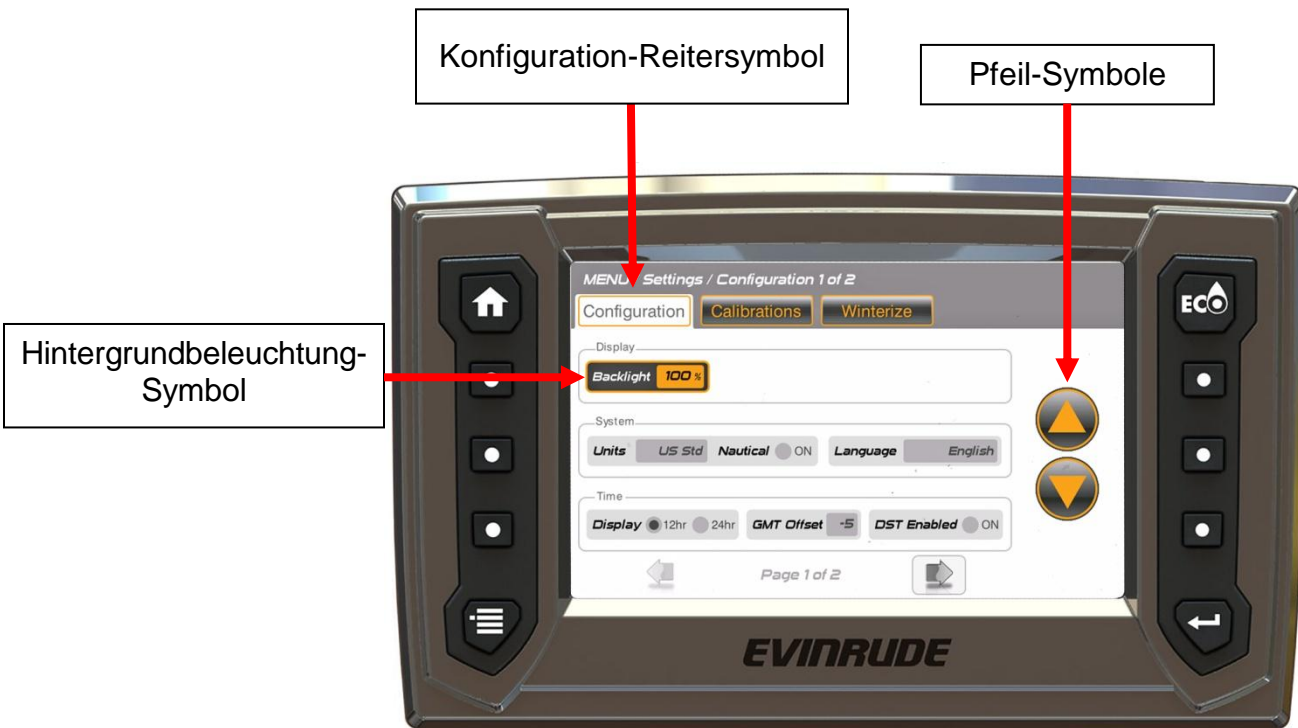 Konfiguration-Reitersymbol
Pfeil-Symbole
Hintergrundbeleuchtung-
Symbol
MENU Settings / Configuration 1 of 2
Configuration Calibrations Winterize
ECO
Display
Backlight 100 %
System
Units US Std Nautical ON Language English
Time
Display 12hr 24hr GMT Offset -5 DST Enabled ON
Page 1 of 2
EVINRUDE